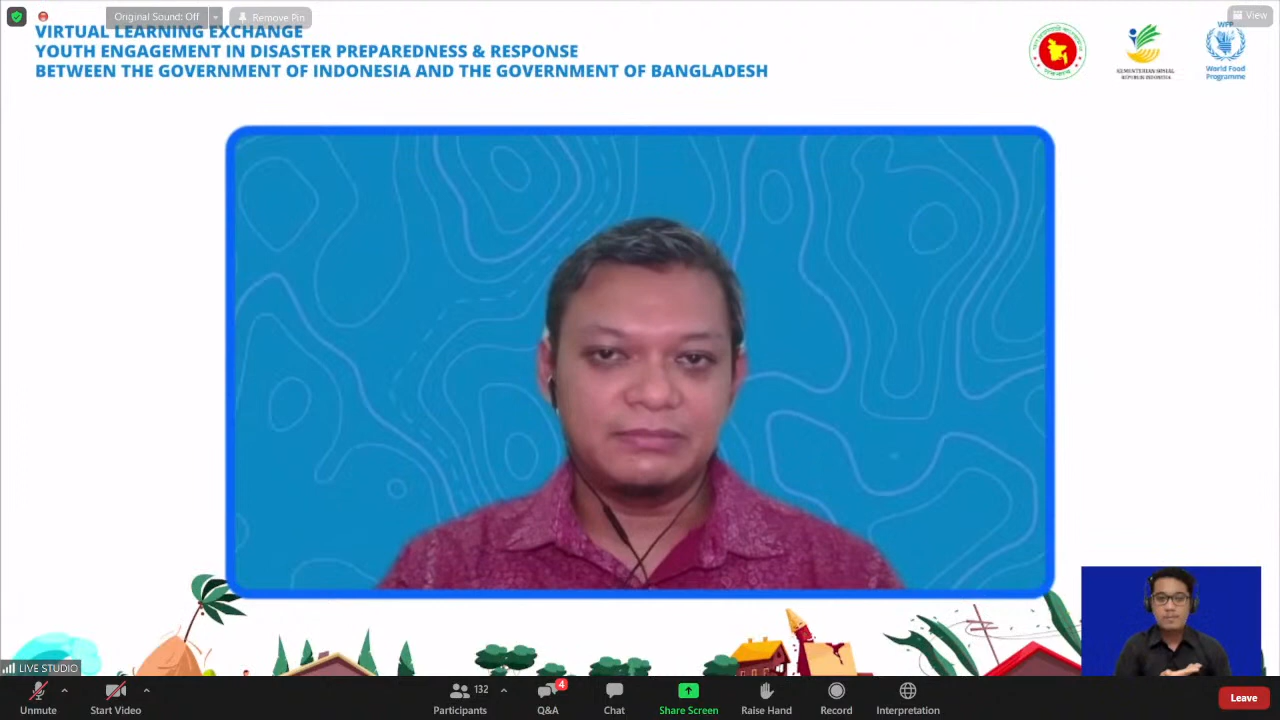 Original Sound: Off
Remove Pin
View
VIRTUAL LEARNING EXCHANGE
YOUTH ENGAGEMENT IN DISASTER PREPAREDNESS & RESPONSE
BETWEEN THE GOVERNMENT OF INDONESIA AND THE GOVERNMENT OF BANGLADESH
KEMENTERIAN SOSIAL
REPUBLIK INDONESIA
WFP
World Food
Programme
LIVE STUDIO
Unmute
Start Video
132
Participants
4
Q&A
Chat
Share Screen
Raise Hand
Record
Interpretation
Leave